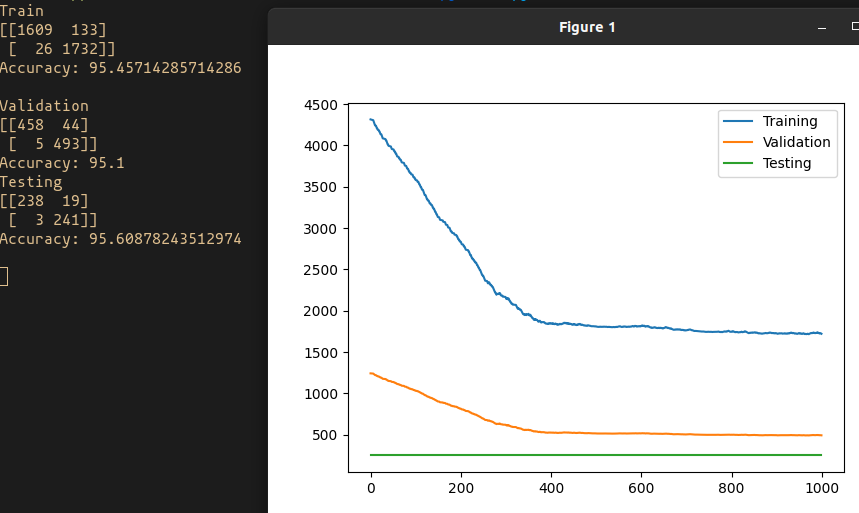 Train
[[1609  133]
 [  26 1732]]
Accuracy: 95.45714285714286
Validation
[[458  44]
 [  5 493]]
Accuracy: 95.1
Testing
[[238  19]
 [  3 241]]
Accuracy: 95.60878243512974
Figure 1
4500
4000
3500
3000
2500
2000
1500
1000
500
0 200 400 600 800 1000
Training
Validation
Testing